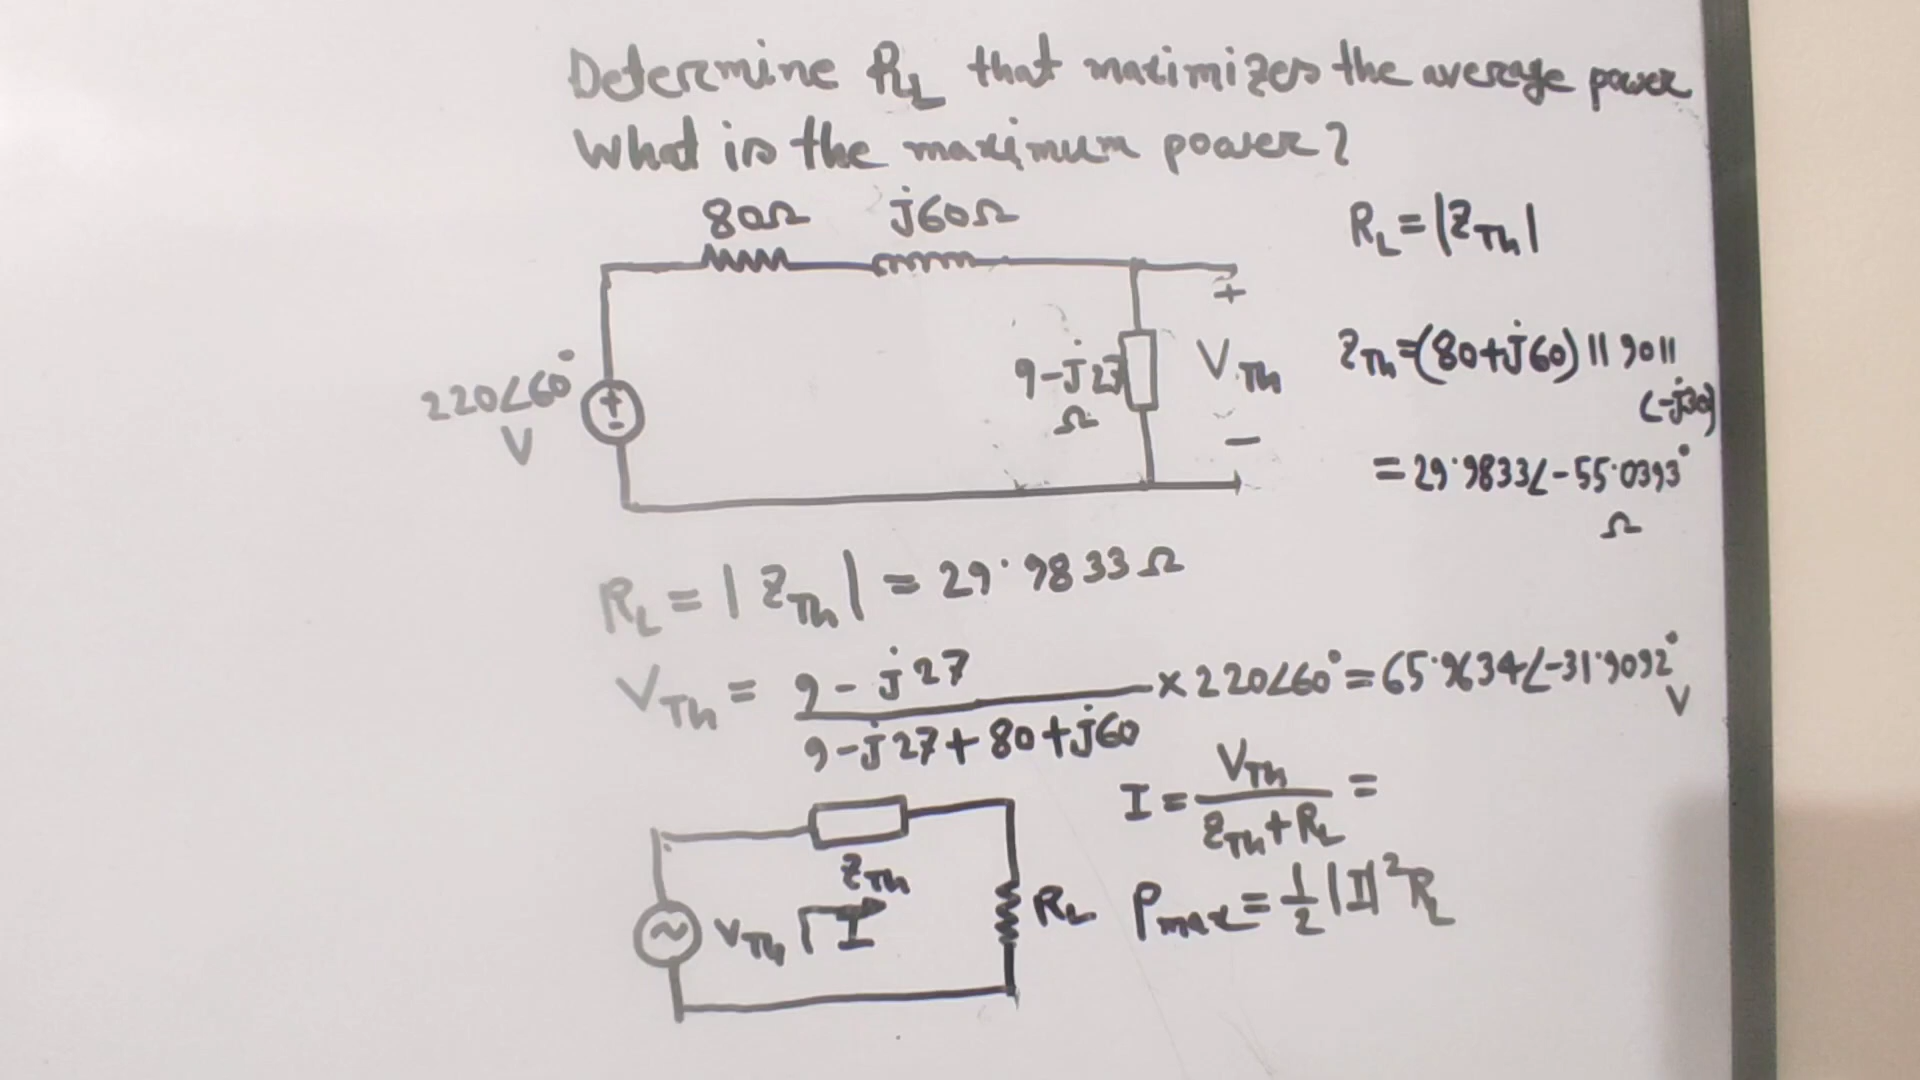 Determine RL that maximizes the average power
What is the maximum power?
80Ω j60Ω
RL = |ZTh|
220∠60° V
+
-
9-j27 Ω
+
VTh
-
ZTh = (80+j60) || 90 || (-j30)
= 29.9833∠-55.0393° Ω
RL = |ZTh| = 29.9833Ω
VTh = 9-j27 / 9-j27+80+j60 × 220∠60° = 65.9634∠-31.9092° V
I = VTh / ZTh+RL =
ZTh
VTh I RL
Pmax = 1/2 |I|² RL